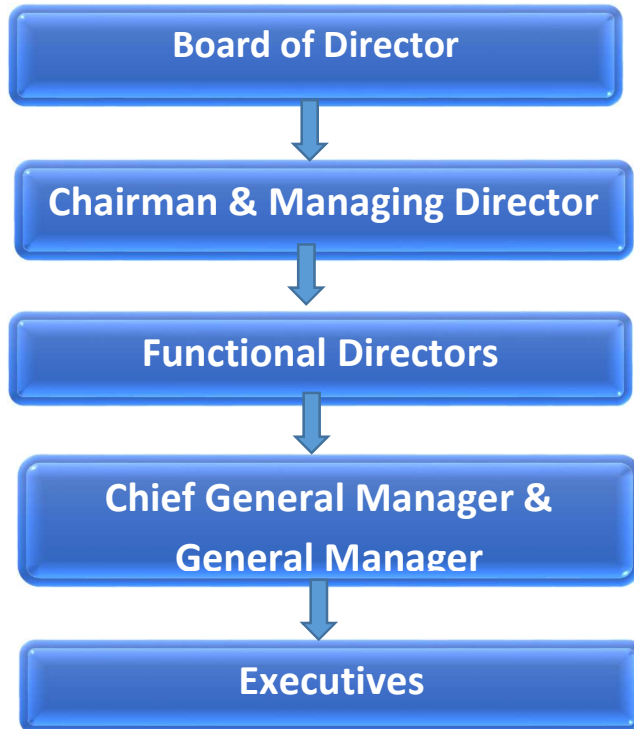 Board of Director
Chairman & Managing Director
Functional Directors
Chief General Manager &
General Manager
Executives